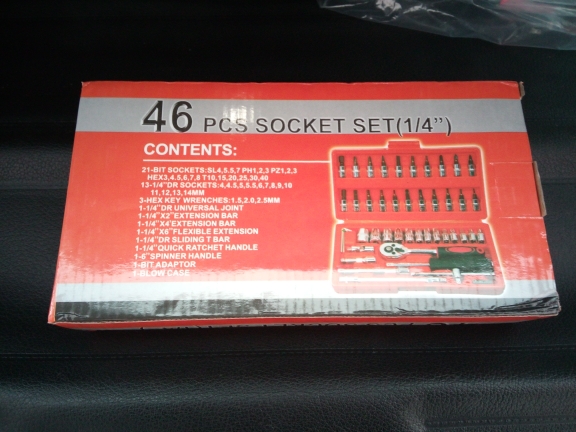 46 PCS SOCKET SET(1/4")
CONTENTS:
21-BIT SOCKETS:SL4,5.5,7 PH1,2,3 PZ1,2,3
HEX3,4,5,6,7,8 T10,15,20,25,30,40
13-1/4"DR SOCKETS:4,4.5,5,5.5,6,7,8,9,10
11,12,13,14MM
3-HEX KEY WRENCHES:1.5,2.0,2.5MM
1-1/4"DR UNIVERSAL JOINT
1-1/4"X2"EXTENSION BAR
1-1/4"X4"EXTENSION BAR
1-1/4"X6"FLEXIBLE EXTENSION
1-1/4"DR SLIDING T BAR
1-1/4"QUICK RATCHET HANDLE
1-6"SPINNER HANDLE
1-BIT ADAPTOR
1-BLOW CASE